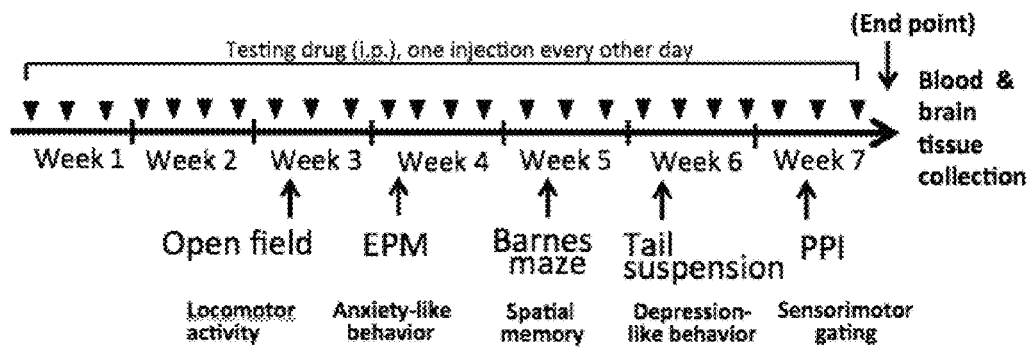 (End point)
Testing drug (i.p.), one injection every other day
Blood &
brain
tissue
collection
Week 1 Week 2 Week 3 Week 4 Week 5 Week 6 Week 7
Open field EPM Barnes maze Tail suspension PPI
Locomotor activity Anxiety-like behavior Spatial memory Depression-like behavior Sensorimotor gating